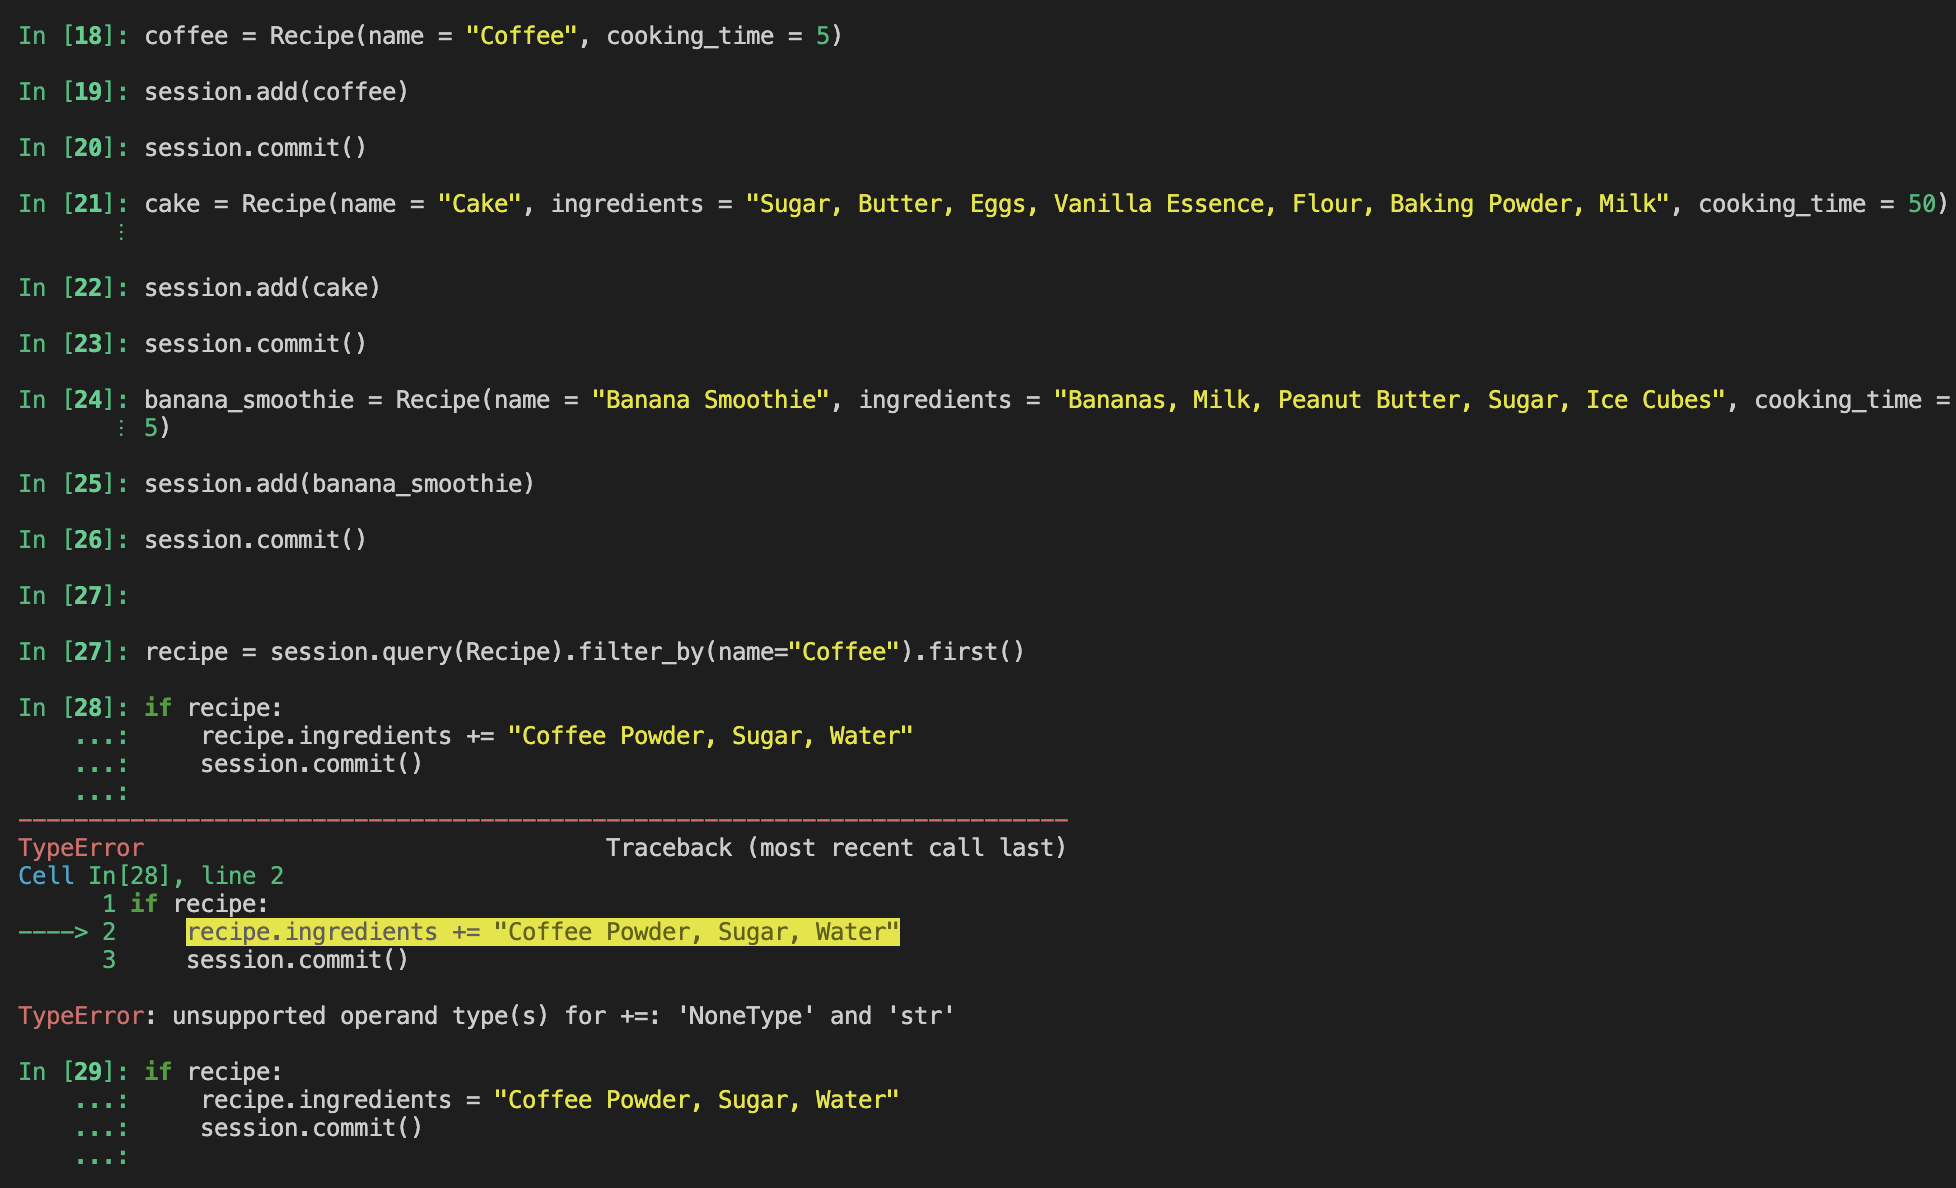 In [18]: coffee = Recipe(name = "Coffee", cooking_time = 5)
In [19]: session.add(coffee)
In [20]: session.commit()
In [21]: cake = Recipe(name = "Cake", ingredients = "Sugar, Butter, Eggs, Vanilla Essence, Flour, Baking Powder, Milk", cooking_time = 50)
⋮
In [22]: session.add(cake)
In [23]: session.commit()
In [24]: banana_smoothie = Recipe(name = "Banana Smoothie", ingredients = "Bananas, Milk, Peanut Butter, Sugar, Ice Cubes", cooking_time =
⋮ 5)
In [25]: session.add(banana_smoothie)
In [26]: session.commit()
In [27]:
In [27]: recipe = session.query(Recipe).filter_by(name="Coffee").first()
In [28]: if recipe:
...:     recipe.ingredients += "Coffee Powder, Sugar, Water"
...:     session.commit()
...:
---------------------------------------------------------------------------
TypeError                                 Traceback (most recent call last)
Cell In[28], line 2
1 if recipe:
----> 2     recipe.ingredients += "Coffee Powder, Sugar, Water"
3     session.commit()
TypeError: unsupported operand type(s) for +=: 'NoneType' and 'str'
In [29]: if recipe:
...:     recipe.ingredients = "Coffee Powder, Sugar, Water"
...:     session.commit()
...: